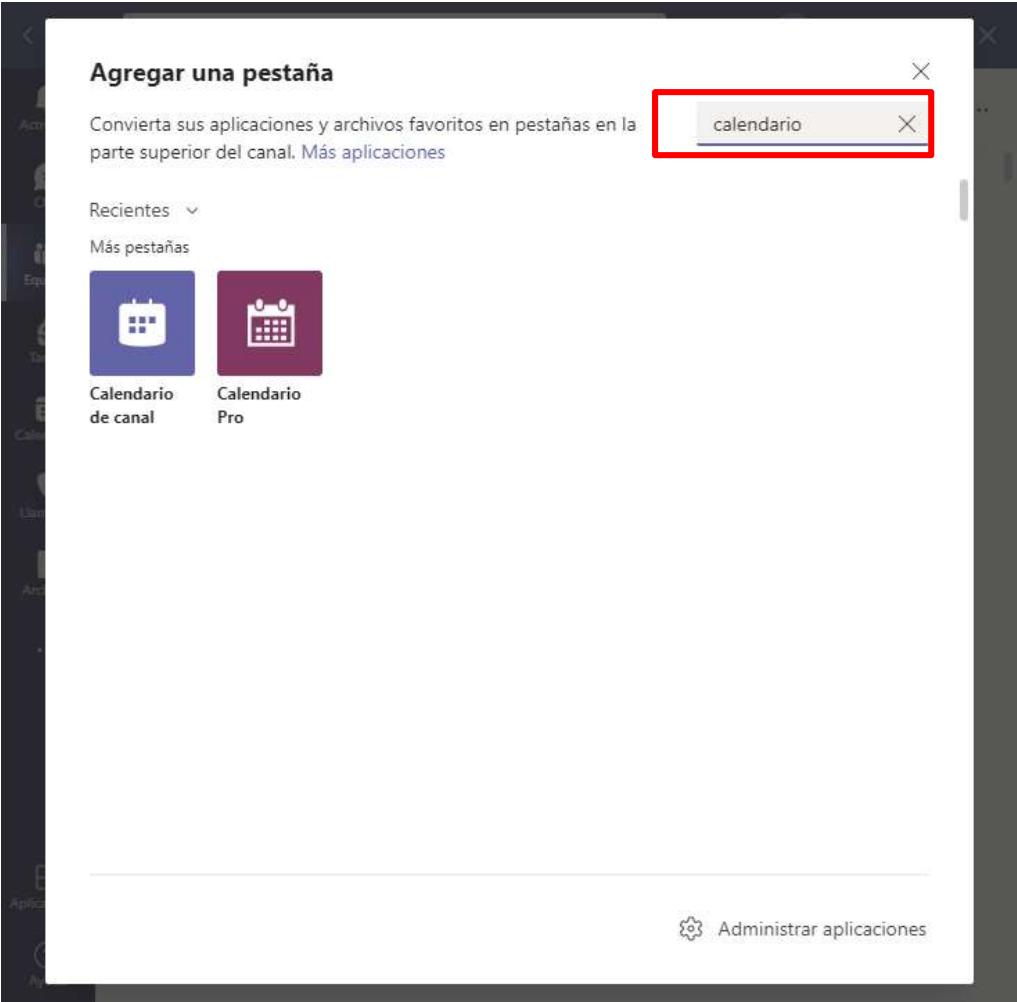 Agregar una pestaña
Convierta sus aplicaciones y archivos favoritos en pestañas en la
parte superior del canal. Más aplicaciones
calendario
Recientes
Más pestañas
Calendario
de canal
Calendario
Pro
Administrar aplicaciones